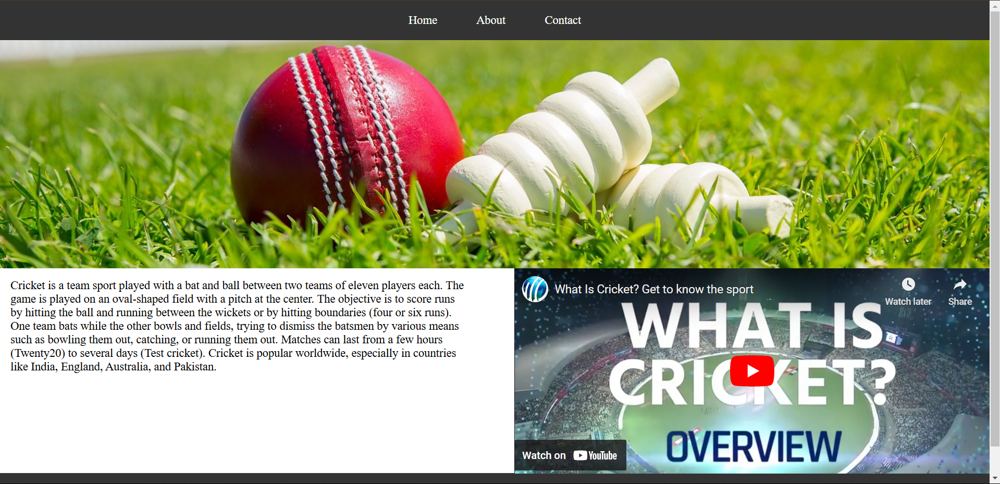 Home About Contact
Cricket is a team sport played with a bat and ball between two teams of eleven players each. The
game is played on an oval-shaped field with a pitch at the center. The objective is to score runs
by hitting the ball and running between the wickets or by hitting boundaries (four or six runs).
One team bats while the other bowls and fields, trying to dismiss the batsmen by various means
such as bowling them out, catching, or running them out. Matches can last from a few hours
(Twenty20) to several days (Test cricket). Cricket is popular worldwide, especially in countries
like India, England, Australia, and Pakistan.
What Is Cricket? Get to know the sport
Watch later Share
WHAT IS
CRICKET?
OVERVIEW
Watch on YouTube